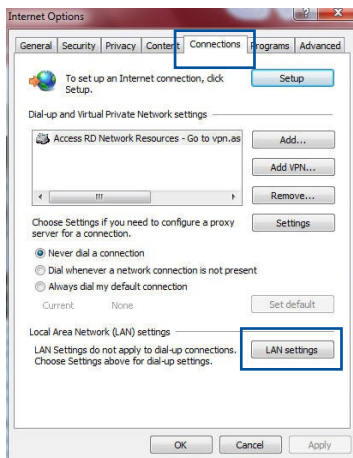 Internet Options
General Security Privacy Content Connections Programs Advanced
To set up an Internet connection, click
Setup.
Setup
Dial-up and Virtual Private Network settings
Access RD Network Resources - Go to vpn.as
Add...
Add VPN...
Remove...
Choose Settings if you need to configure a proxy
server for a connection.
Settings
Never dial a connection
Dial whenever a network connection is not present
Always dial my default connection
Current None
Set default
Local Area Network (LAN) settings
LAN Settings do not apply to dial-up connections.
Choose Settings above for dial-up settings.
LAN settings
OK Cancel Apply